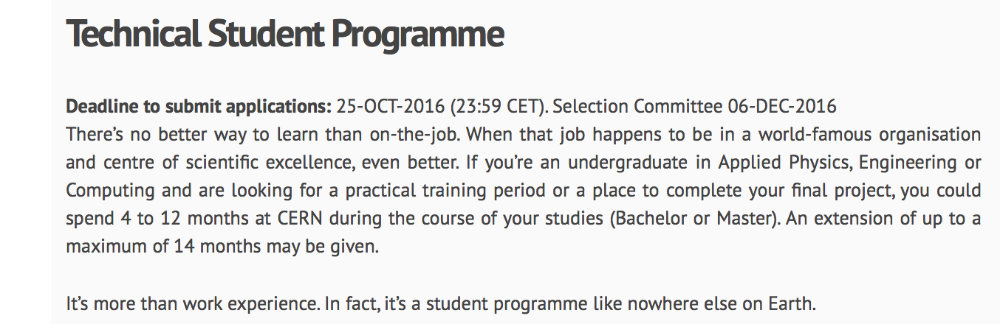 Technical Student Programme
Deadline to submit applications: 25-OCT-2016 (23:59 CET). Selection Committee 06-DEC-2016
There's no better way to learn than on-the-job. When that job happens to be in a world-famous organisation
and centre of scientific excellence, even better. If you're an undergraduate in Applied Physics, Engineering or
Computing and are looking for a practical training period or a place to complete your final project, you could
spend 4 to 12 months at CERN during the course of your studies (Bachelor or Master). An extension of up to a
maximum of 14 months may be given.
It's more than work experience. In fact, it's a student programme like nowhere else on Earth.